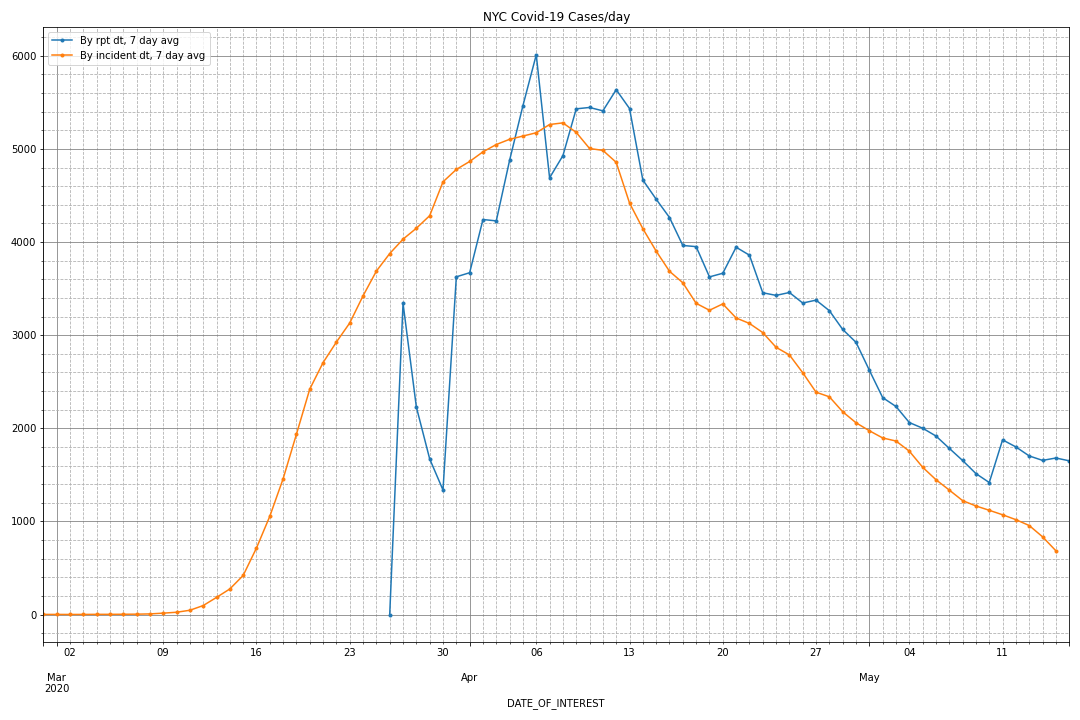 NYC Covid-19 Cases/day
By rpt dt, 7 day avg
By incident dt, 7 day avg
6000
5000
4000
3000
2000
1000
0
02 09 16 23 30 06 13 20 27 04 11
Mar Apr May
2020
DATE_OF_INTEREST